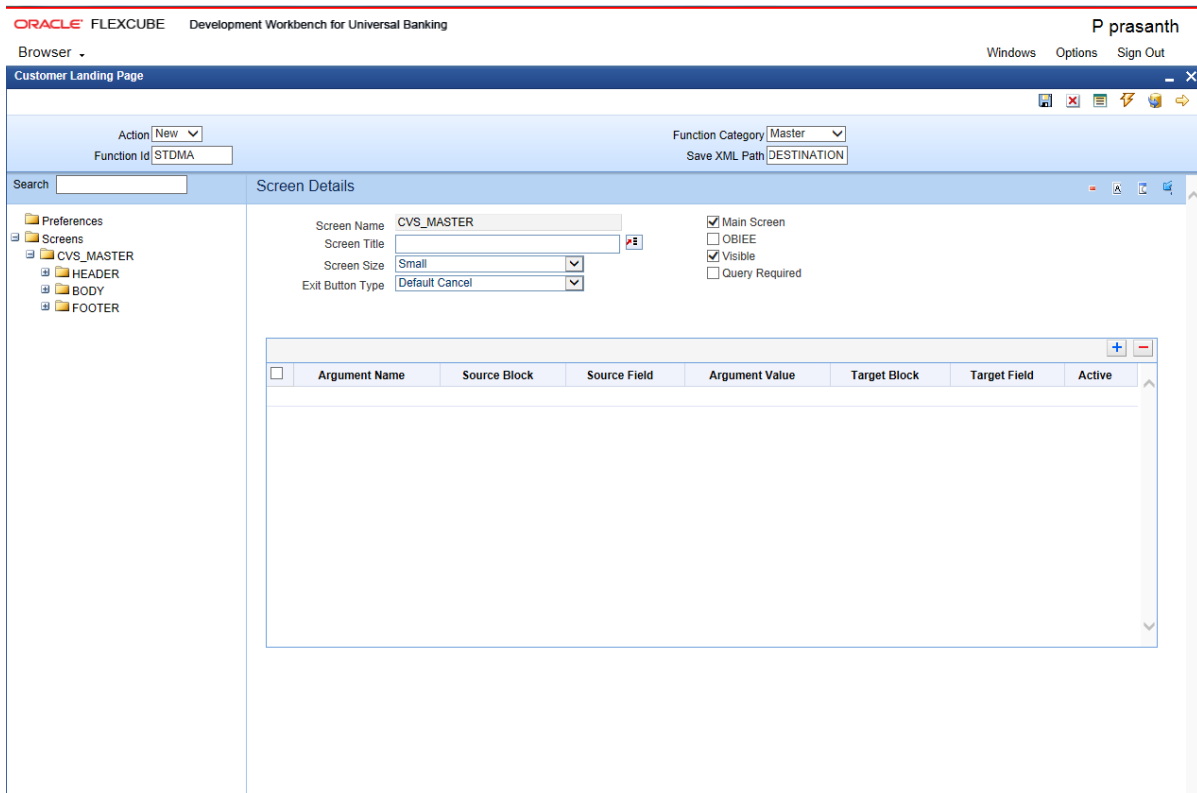 ORACLE FLEXCUBE Development Workbench for Universal Banking P prasanth
Browser Windows Options Sign Out
Customer Landing Page
Action New Function Category Master
Function Id STDMA Save XML Path DESTINATION
Search Screen Details
Preferences
Screens
CVS_MASTER
HEADER
BODY
FOOTER
Screen Name CVS_MASTER
Screen Title
Screen Size Small
Exit Button Type Default Cancel
Main Screen
OBIEE
Visible
Query Required
Argument Name Source Block Source Field Argument Value Target Block Target Field Active